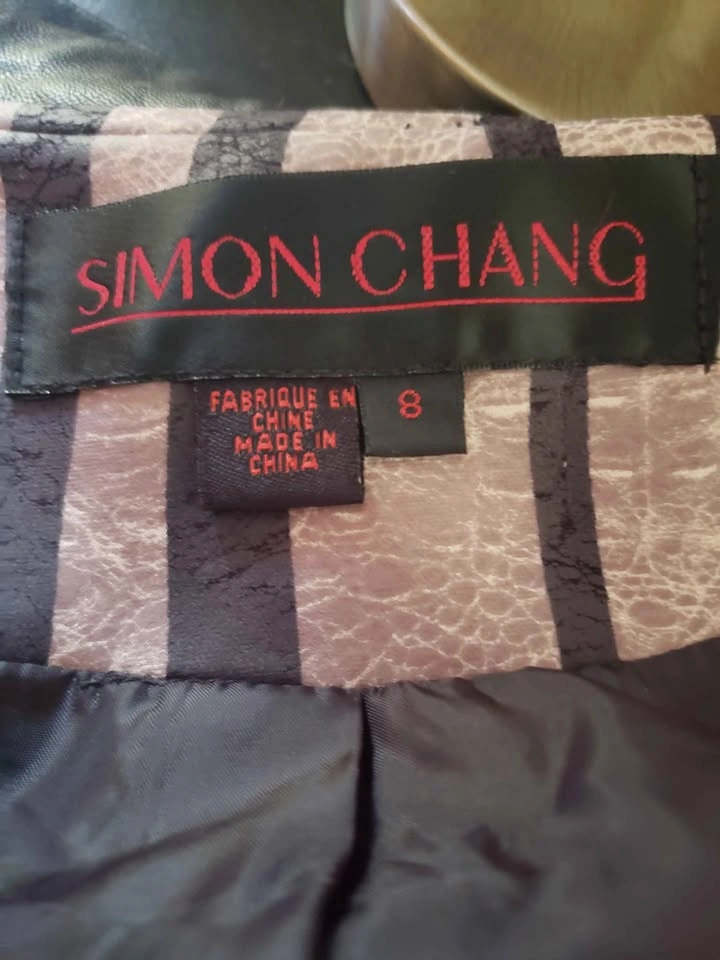 SIMON CHANG
FABRIQUE EN
CHINE
MADE IN
CHINA
8